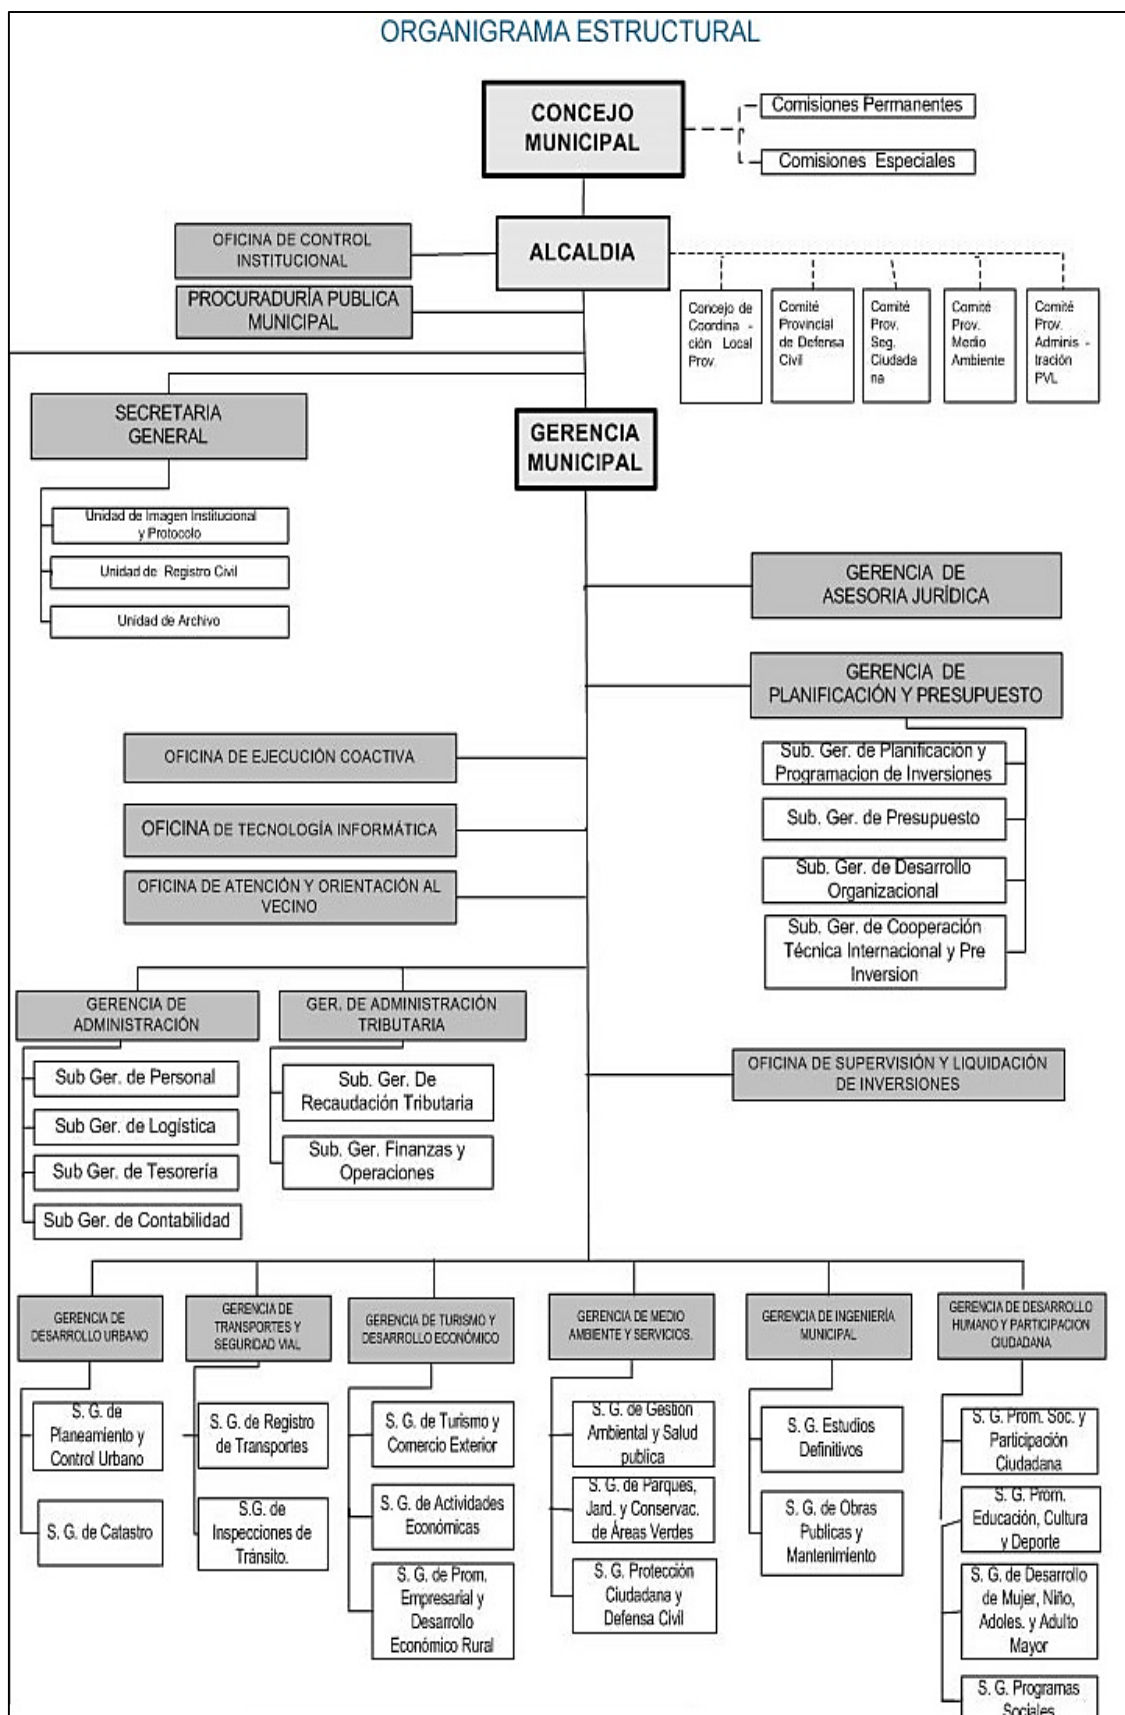 ORGANIGRAMA ESTRUCTURAL
CONCEJO
MUNICIPAL
Comisiones Permanentes
Comisiones Especiales
ALCALDIA
OFICINA DE CONTROL
INSTITUCIONAL
PROCURADURÍA PUBLICA
MUNICIPAL
Concejo de
Coordina -
ción Local
Prov.
Comité
Provincial
de Defensa
Civil
Comité
Prov.
Seg.
Ciudada
na
Comité
Prov.
Medio
Ambiente
Comité
Prov.
Adminis -
tración
PVL
SECRETARIA
GENERAL
Unidad de Imagen Institucional
y Protocolo
Unidad de Registro Civil
Unidad de Archivo
GERENCIA
MUNICIPAL
GERENCIA DE
ASESORIA JURÍDICA
GERENCIA DE
PLANIFICACIÓN Y PRESUPUESTO
Sub. Ger. de Planificación y
Programacion de Inversiones
Sub. Ger. de Presupuesto
Sub. Ger. de Desarrollo
Organizacional
Sub. Ger. de Cooperación
Técnica Internacional y Pre
Inversion
OFICINA DE EJECUCIÓN COACTIVA
OFICINA DE TECNOLOGÍA INFORMÁTICA
OFICINA DE ATENCIÓN Y ORIENTACIÓN AL
VECINO
GERENCIA DE
ADMINISTRACIÓN
Sub Ger. de Personal
Sub Ger. de Logística
Sub Ger. de Tesorería
Sub Ger. de Contabilidad
GER. DE ADMINISTRACIÓN
TRIBUTARIA
Sub. Ger. De
Recaudación Tributaria
Sub. Ger. Finanzas y
Operaciones
OFICINA DE SUPERVISIÓN Y LIQUIDACIÓN
DE INVERSIONES
GERENCIA DE
DESARROLLO URBANO
S. G. de
Planeamiento y
Control Urbano
S. G. de Catastro
GERENCIA DE
TRANSPORTES Y
SEGURIDAD VIAL
S. G. de Registro
de Transportes
S.G. de
Inspecciones de
Tránsito.
GERENCIA DE TURISMO Y
DESARROLLO ECONÓMICO
S. G. de Turismo y
Comercio Exterior
S. G. de Actividades
Económicas
S. G. de Prom.
Empresarial y
Desarrollo
Económico Rural
GERENCIA DE MEDIO
AMBIENTE Y SERVICIOS.
S. G. de Gestion
Ambiental y Salud
publica
S. G. de Parques,
Jard. y Conservac.
de Áreas Verdes
S. G. Protección
Ciudadana y
Defensa Civil
GERENCIA DE INGENIERÍA
MUNICIPAL
S. G. Estudios
Definitivos
S. G. de Obras
Publicas y
Mantenimiento
GERENCIA DE DESARROLLO
HUMANO Y PARTICIPACION
CIUDADANA
S. G. Prom. Soc. y
Participación
Ciudadana
S. G. Prom.
Educación, Cultura
y Deporte
S. G. de Desarrollo
de Mujer, Niño,
Adoles. y Adulto
Mayor
S. G. Programas
Sociales